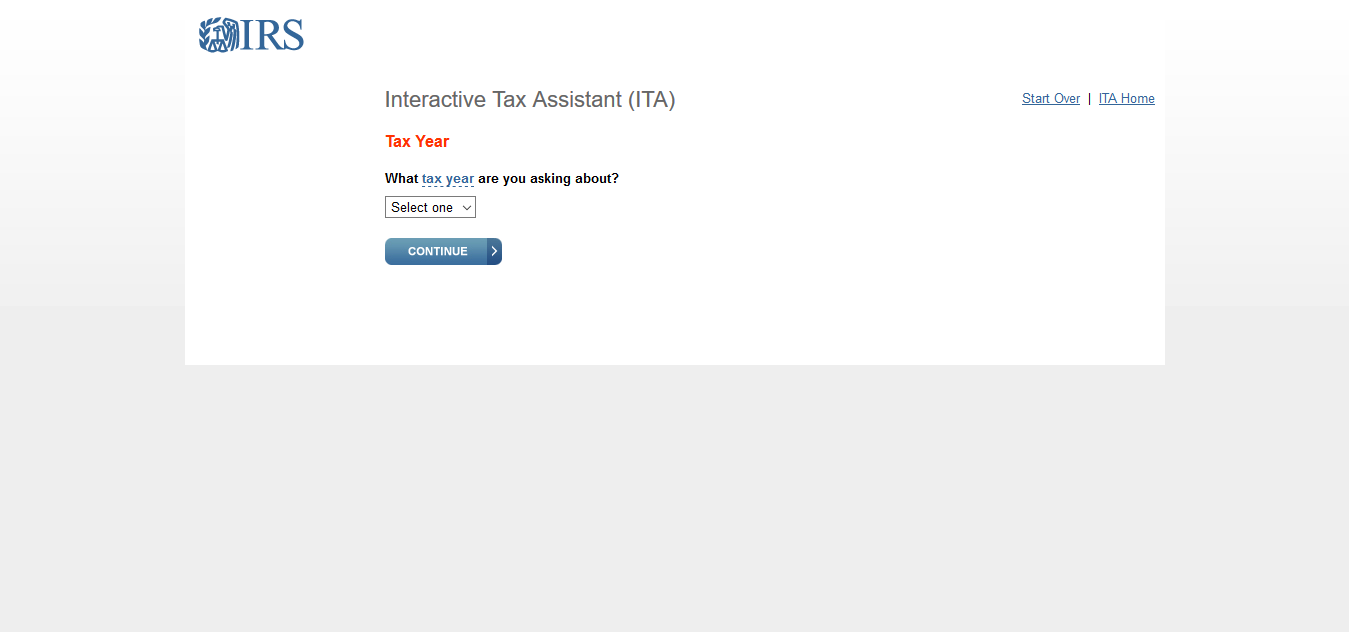 IRS
Interactive Tax Assistant (ITA)
Start Over | ITA Home
Tax Year
What tax year are you asking about?
Select one
CONTINUE